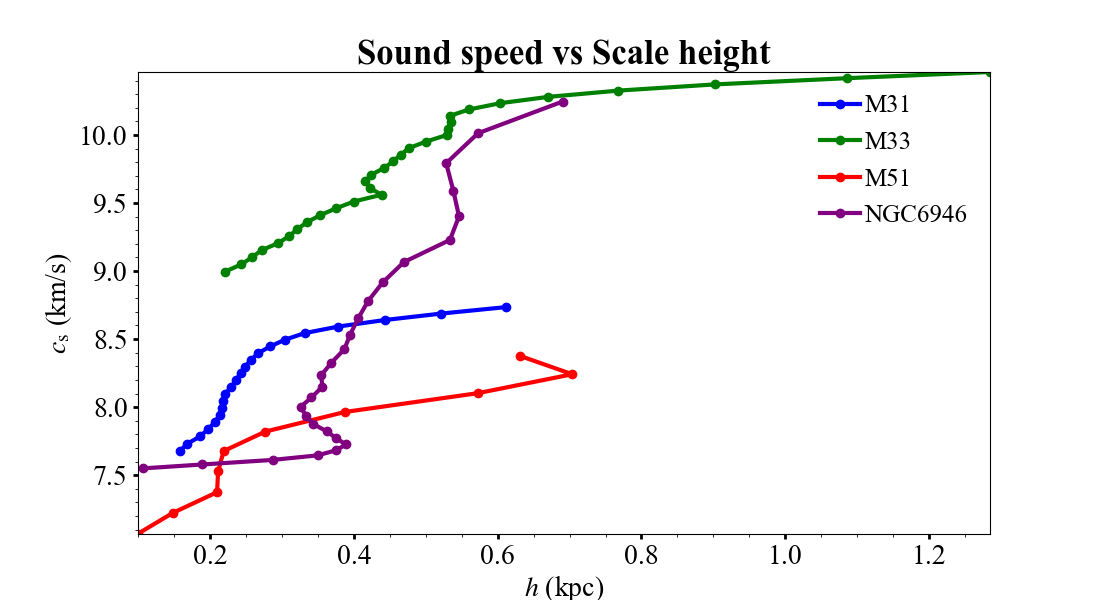 Sound speed vs Scale height
M31
M33
M51
NGC6946
10.0
9.5
9.0
8.5
8.0
7.5
c_s (km/s)
0.2 0.4 0.6 0.8 1.0 1.2
h (kpc)